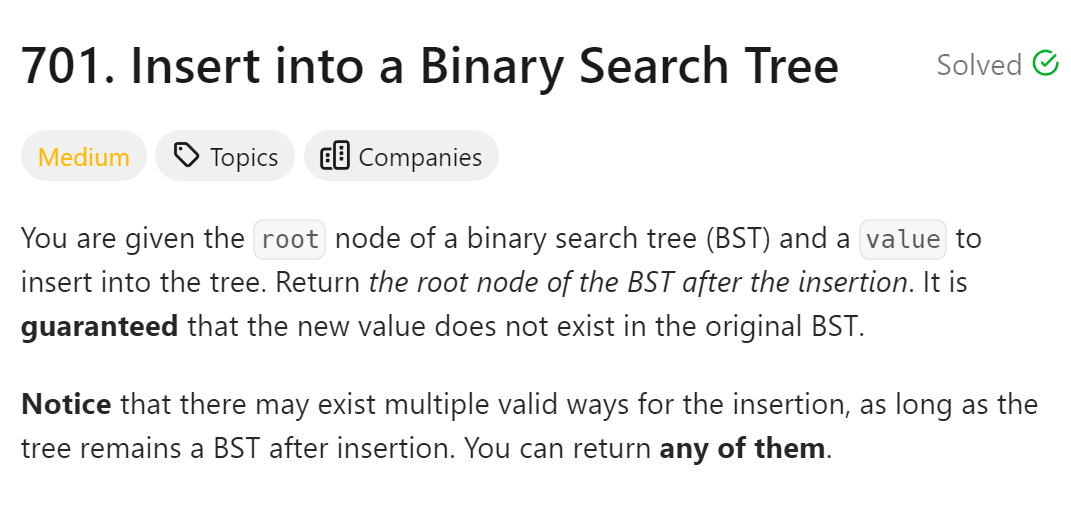 701. Insert into a Binary Search Tree
Solved
Medium Topics Companies
You are given the root node of a binary search tree (BST) and a value to
insert into the tree. Return the root node of the BST after the insertion. It is
guaranteed that the new value does not exist in the original BST.
Notice that there may exist multiple valid ways for the insertion, as long as the
tree remains a BST after insertion. You can return any of them.